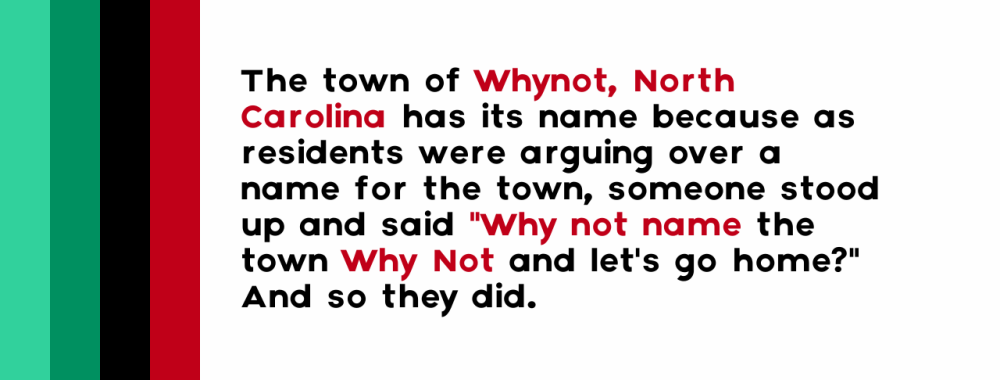 The town of Whynot, North
Carolina has its name because as
residents were arguing over a
name for the town, someone stood
up and said "Why not name the
town Why Not and let's go home?"
And so they did.